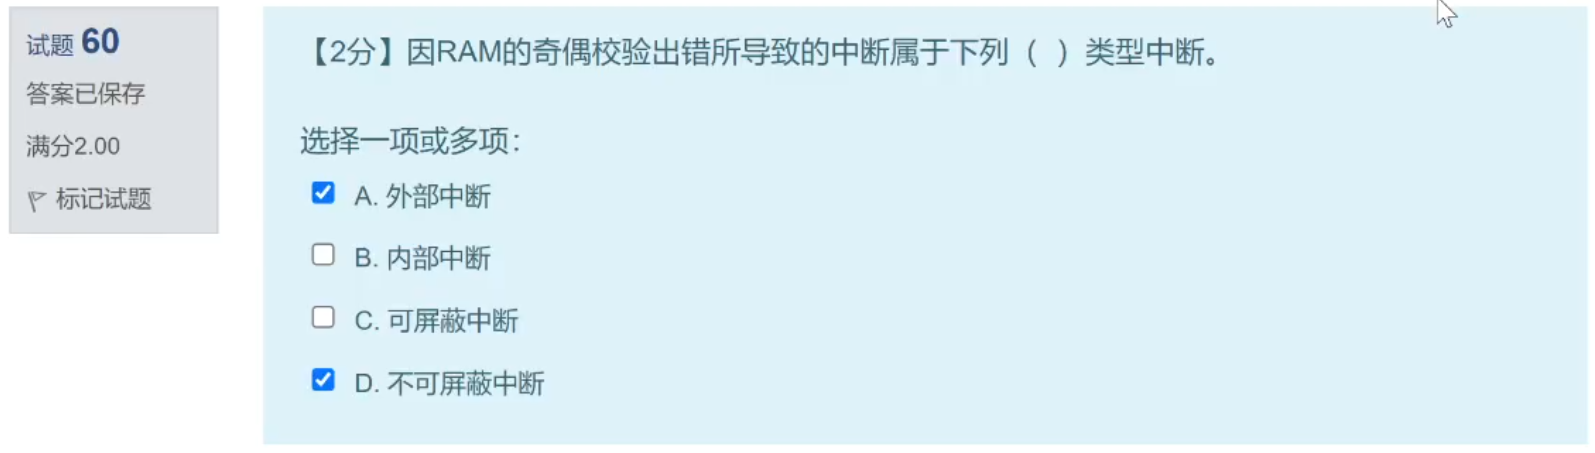 试题 60
答案已保存
满分2.00
标记试题
【2分】因RAM的奇偶校验出错所导致的中断属于下列（ ）类型中断。
选择一项或多项：
A. 外部中断
B. 内部中断
C. 可屏蔽中断
D. 不可屏蔽中断